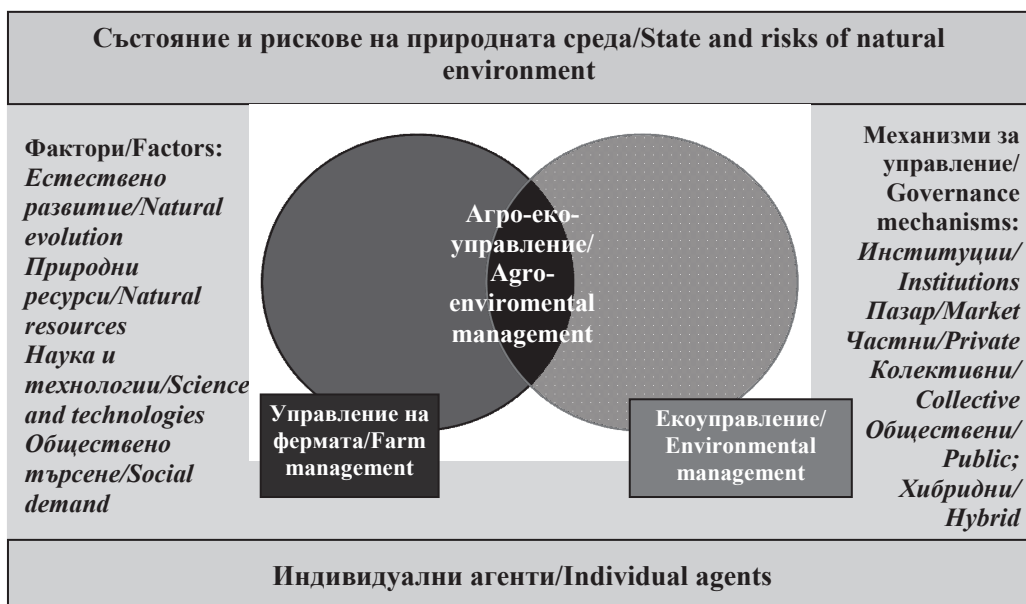 Състояние и рискове на природната среда/State and risks of natural
environment
Фактори/Factors:
Естествено
развитие/Natural
evolution
Природни
ресурси/Natural
resources
Наука и
технологии/Science
and technologies
Обществено
търсене/Social
demand
Агро-еко-
управление/
Agro-
enviromental
management
Управление на
фермата/Farm
management
Екоуправление/
Environmental
management
Механизми за
управление/
Governance
mechanisms:
Институции/
Institutions
Пазар/Market
Частни/Private
Колективни/
Collective
Обществени/
Public;
Хибридни/
Hybrid
Индивидуални агенти/Individual agents